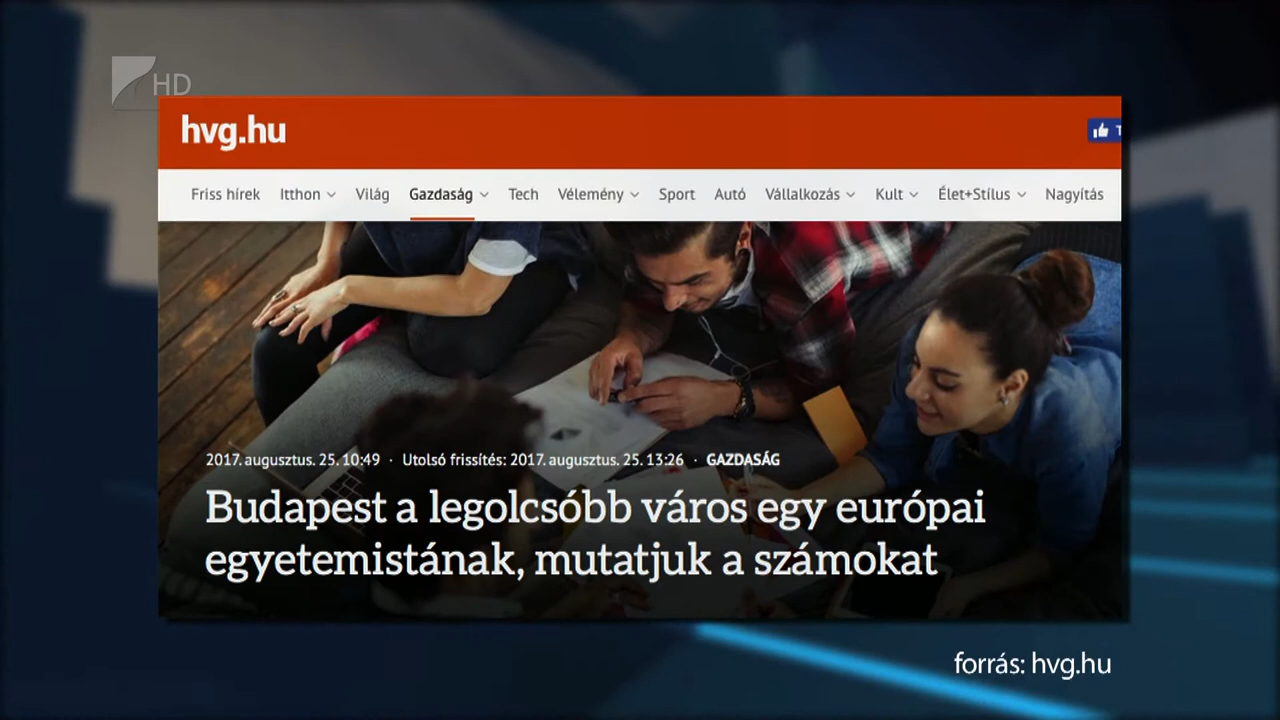 HD
hvg.hu
Friss hírek Itthon Világ Gazdaság Tech Vélemény Sport Autó Vállalkozás Kult Élet+Stílus Nagyítás
2017. augusztus. 25. 10:49 · Utolsó frissítés: 2017. augusztus. 25. 13:26 · GAZDASÁG
Budapest a legolcsóbb város egy európai
egyetemistának, mutatjuk a számokat
forrás: hvg.hu